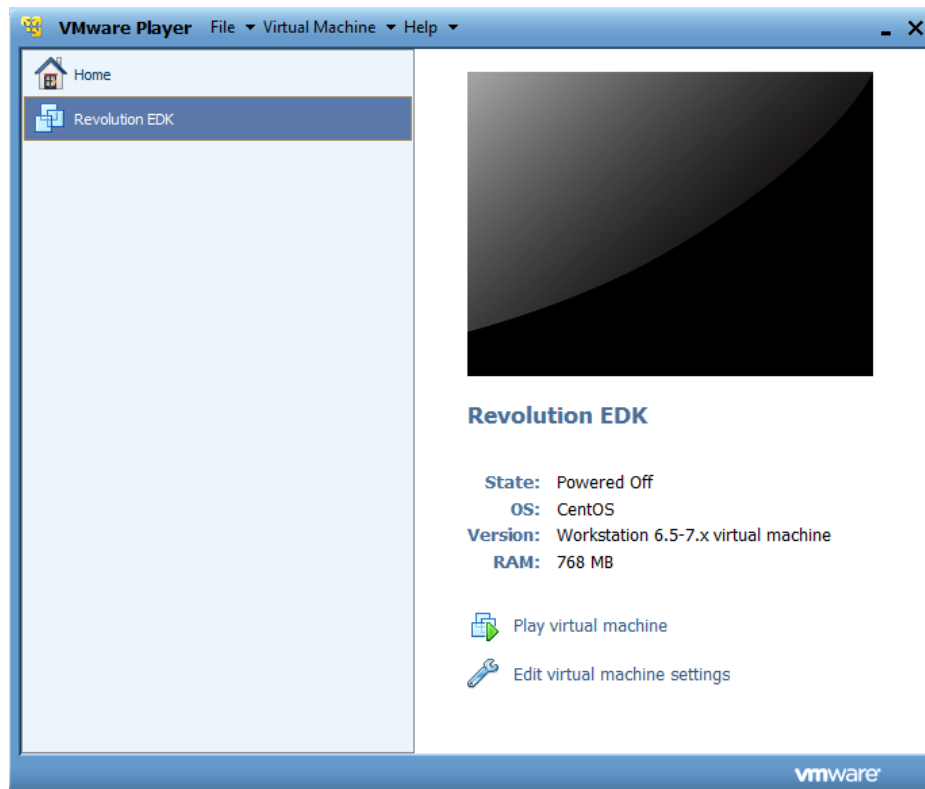 VMware Player File Virtual Machine Help
Home
Revolution EDK
Revolution EDK
State: Powered Off
OS: CentOS
Version: Workstation 6.5-7.x virtual machine
RAM: 768 MB
Play virtual machine
Edit virtual machine settings
vmware